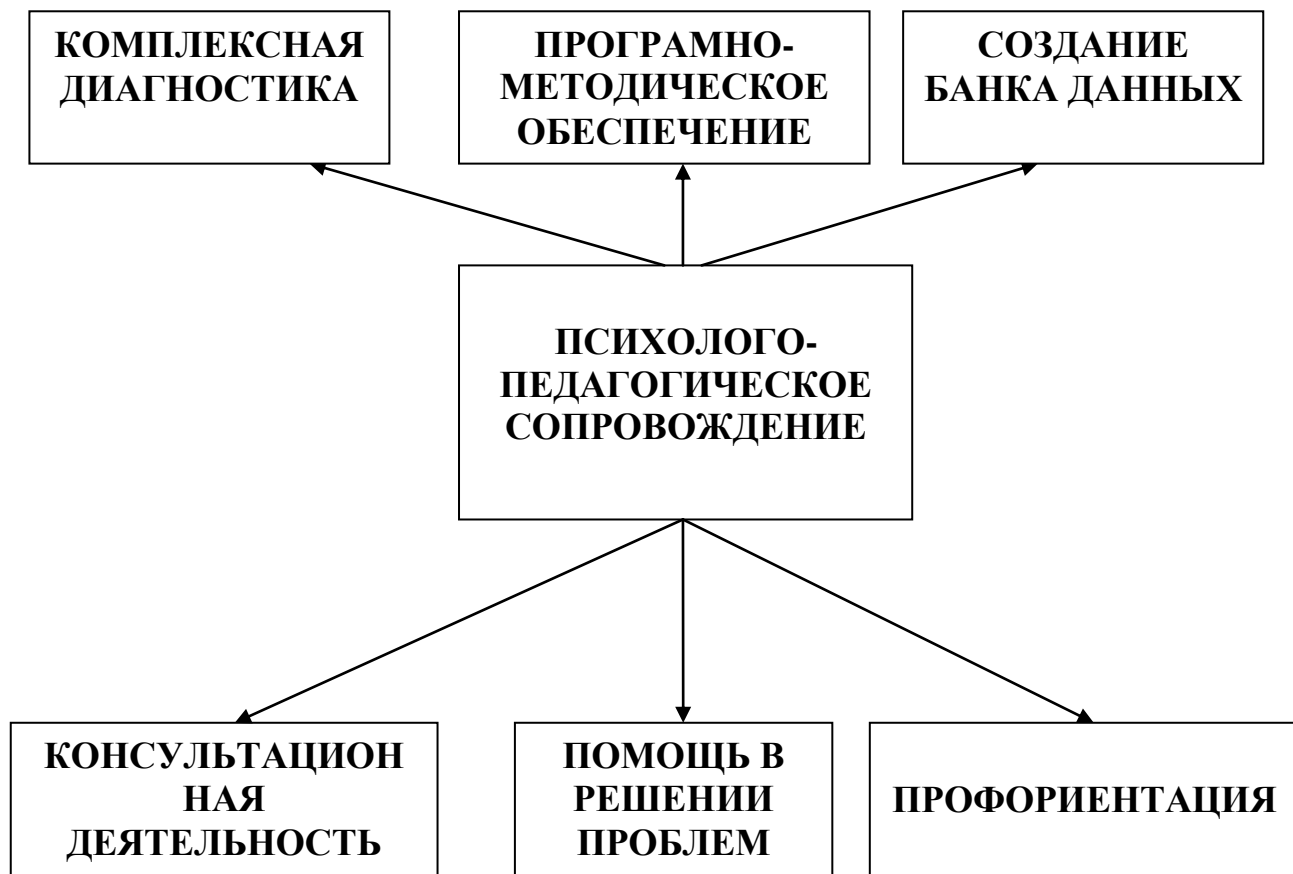 КОМПЛЕКСНАЯ
ДИАГНОСТИКА
ПРОГРАМНО-
МЕТОДИЧЕСКОЕ
ОБЕСПЕЧЕНИЕ
СОЗДАНИЕ
БАНКА ДАННЫХ
ПСИХОЛОГО-
ПЕДАГОГИЧЕСКОЕ
СОПРОВОЖДЕНИЕ
КОНСУЛЬТАЦИОН
НАЯ
ДЕЯТЕЛЬНОСТЬ
ПОМОЩЬ В
РЕШЕНИИ
ПРОБЛЕМ
ПРОФОРИЕНТАЦИЯ